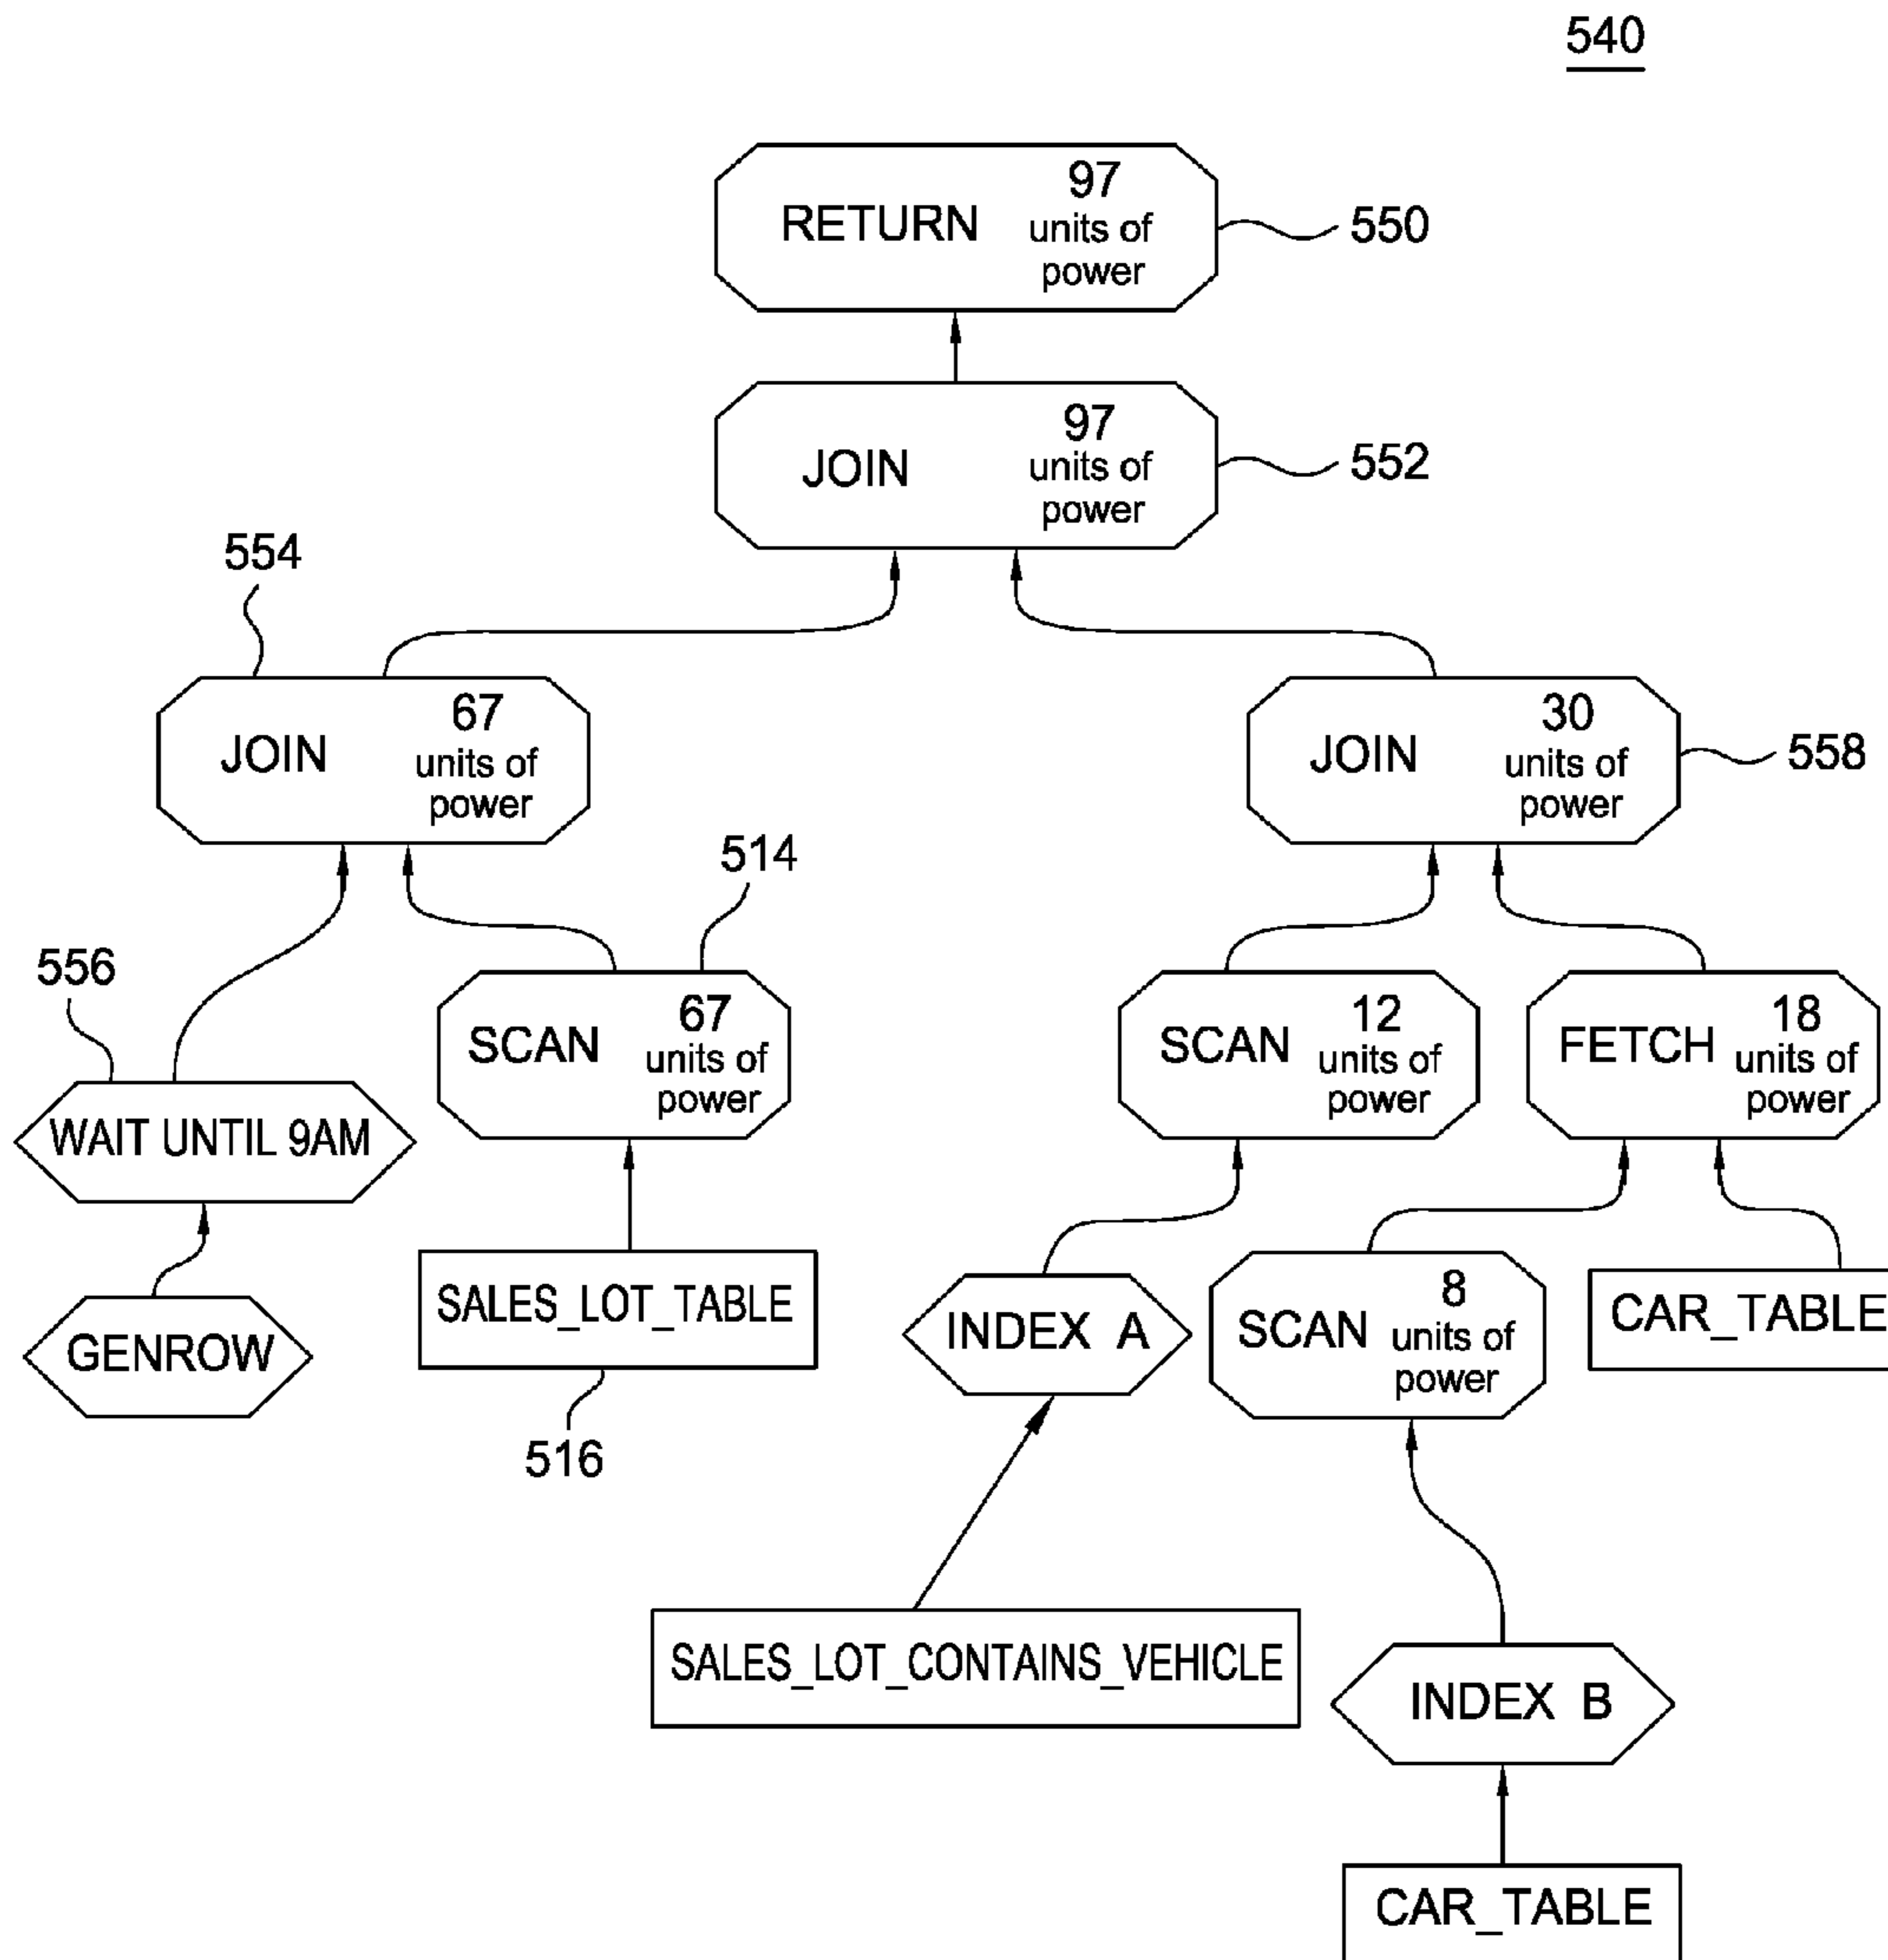 540
RETURN
97
units of
power
550
JOIN
97
units of
power
552
554
JOIN
67
units of
power
JOIN
30
units of
power
558
514
556
SCAN
67
units of
power
SCAN
12
units of
power
FETCH
18
units of
power
WAIT UNTIL 9AM
GENROW
SALES_LOT_TABLE
516
INDEX A
SCAN
8
units of
power
CAR_TABLE
SALES_LOT_CONTAINS_VEHICLE
INDEX B
CAR_TABLE